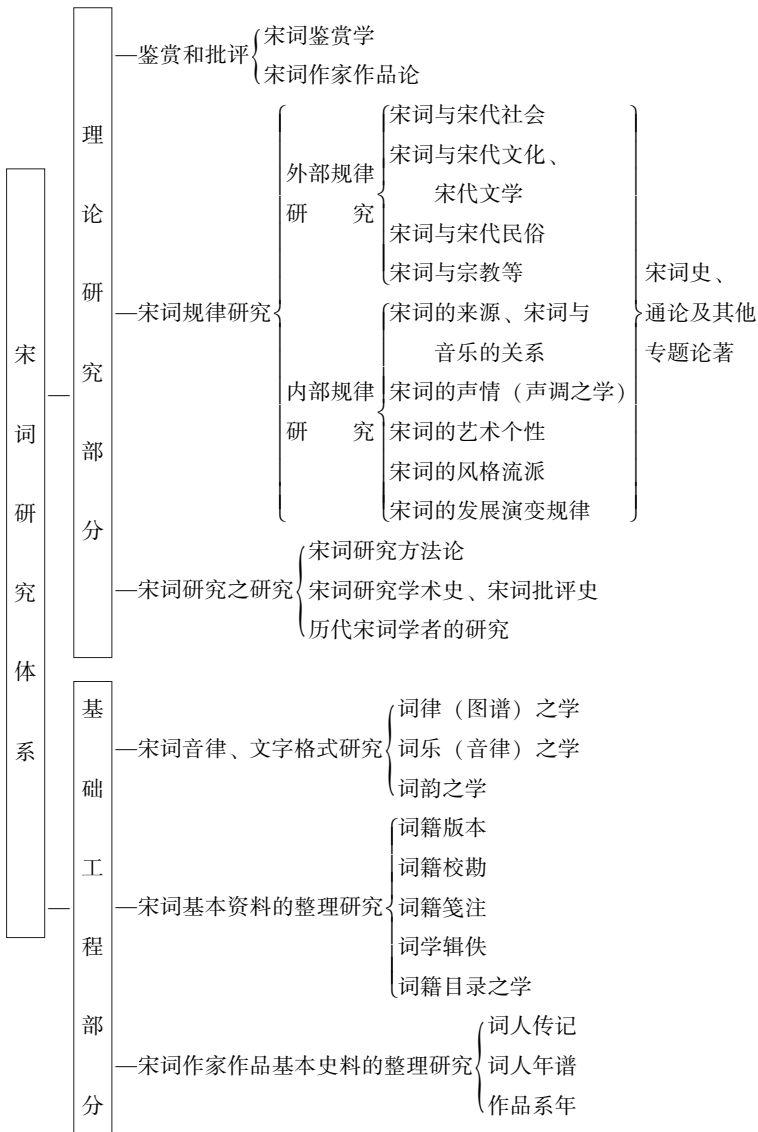 宋词研究体系
理论研究部分
—鉴赏和批评
宋词鉴赏学
宋词作家作品论
—宋词规律研究
外部规律
研　究
宋词与宋代社会
宋词与宋代文化、
宋代文学
宋词与宋代民俗
宋词与宗教等
内部规律
研　究
宋词的来源、宋词与
音乐的关系
宋词的声情（声调之学）
宋词的艺术个性
宋词的风格流派
宋词的发展演变规律
宋词史、
通论及其他
专题论著
—宋词研究之研究
宋词研究方法论
宋词研究学术史、宋词批评史
历代宋词学者的研究
基础工程部分
—宋词音律、文字格式研究
词律（图谱）之学
词乐（音律）之学
词韵之学
—宋词基本资料的整理研究
词籍版本
词籍校勘
词籍笺注
词学辑佚
词籍目录之学
—宋词作家作品基本史料的整理研究
词人传记
词人年谱
作品系年